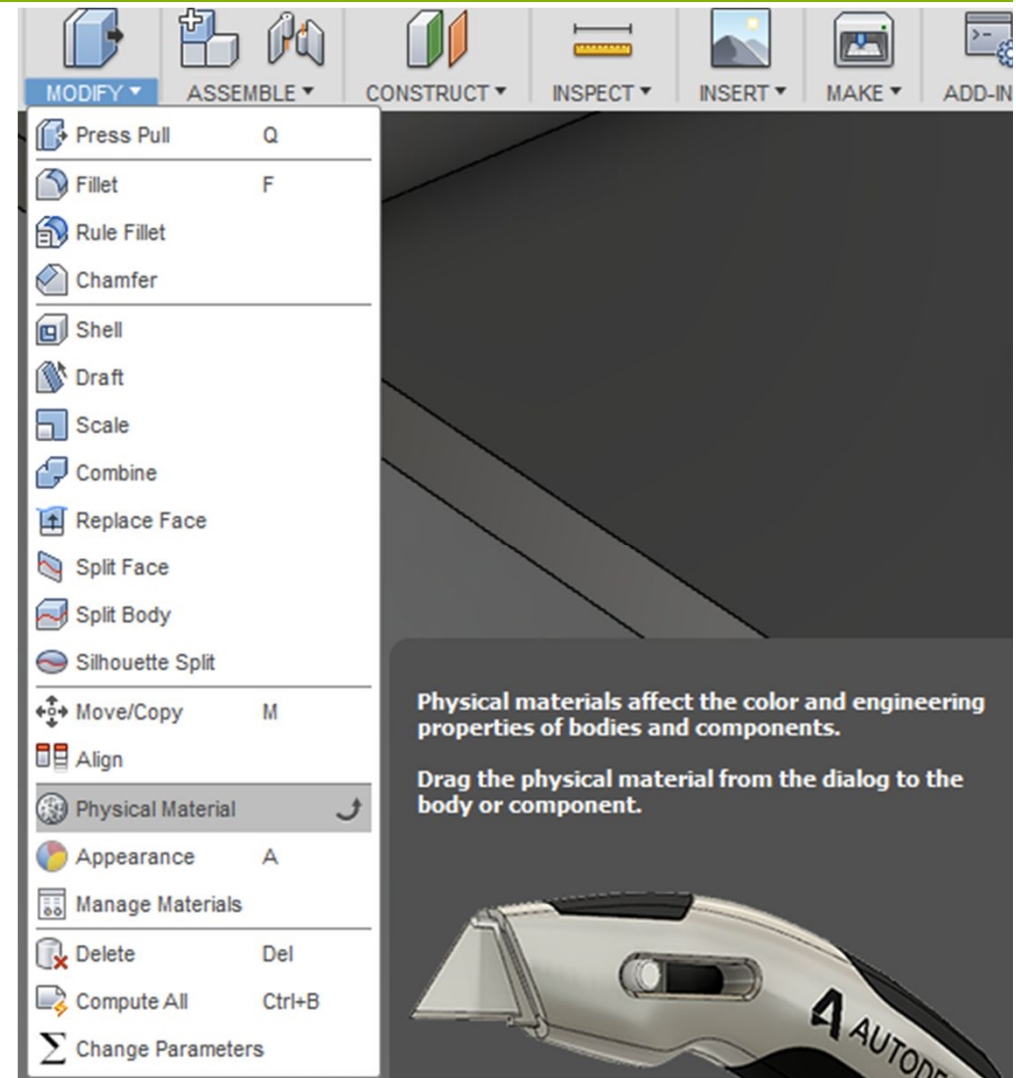 MODIFY ASSEMBLE CONSTRUCT INSPECT INSERT MAKE ADD-IN
Press Pull Q
Fillet F
Rule Fillet
Chamfer
Shell
Draft
Scale
Combine
Replace Face
Split Face
Split Body
Silhouette Split
Move/Copy M
Align
Physical Material
Appearance A
Manage Materials
Delete Del
Compute All Ctrl+B
Change Parameters
Physical materials affect the color and engineering
properties of bodies and components.
Drag the physical material from the dialog to the
body or component.
AUTODE